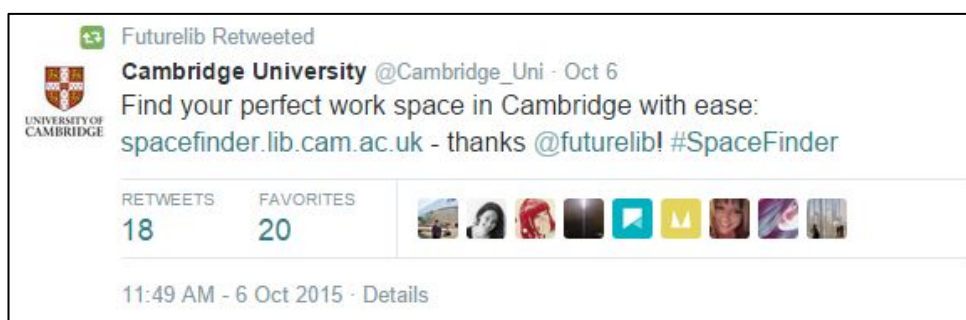 Futurelib Retweeted
Cambridge University @Cambridge_Uni · Oct 6
Find your perfect work space in Cambridge with ease:
UNIVERSITY OF
CAMBRIDGE
spacefinder.lib.cam.ac.uk - thanks @futurelib! #SpaceFinder
RETWEETS FAVORITES
18 20
11:49 AM - 6 Oct 2015 · Details